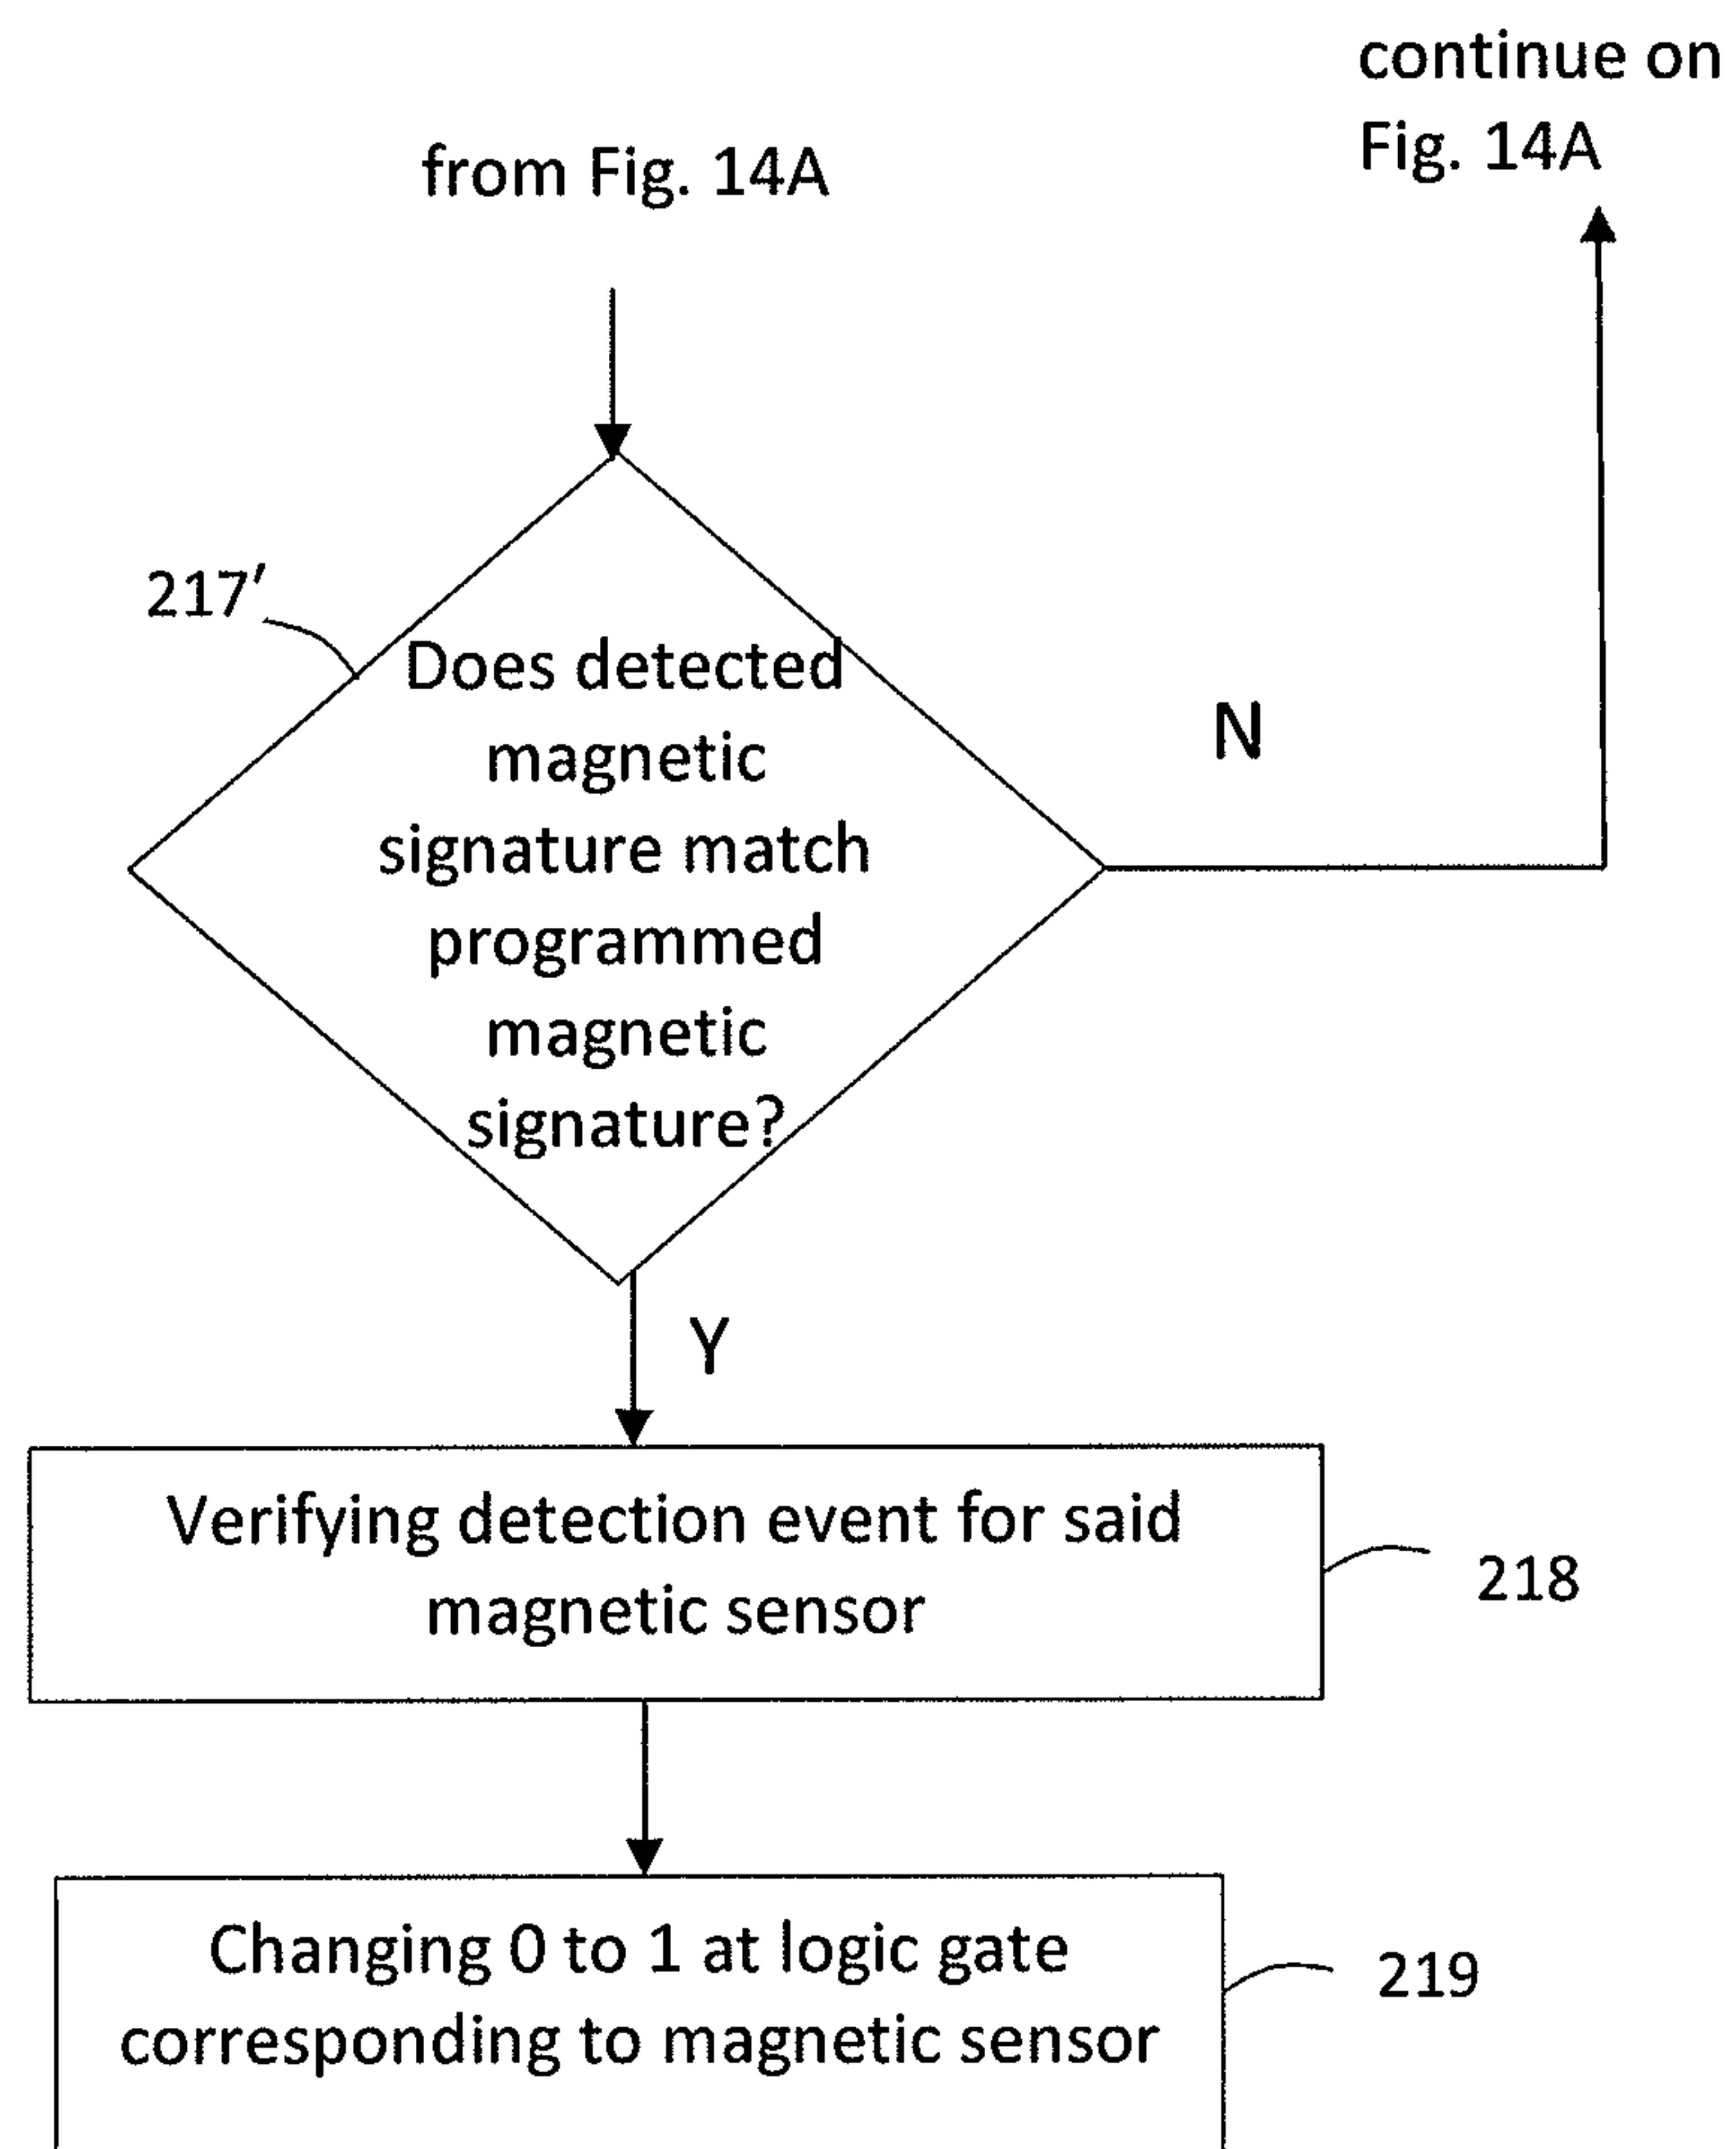 continue on
Fig. 14A
from Fig. 14A
217'
Does detected
magnetic
signature match
programmed
magnetic
signature?
N
Y
Verifying detection event for said
magnetic sensor
218
Changing 0 to 1 at logic gate
corresponding to magnetic sensor
219